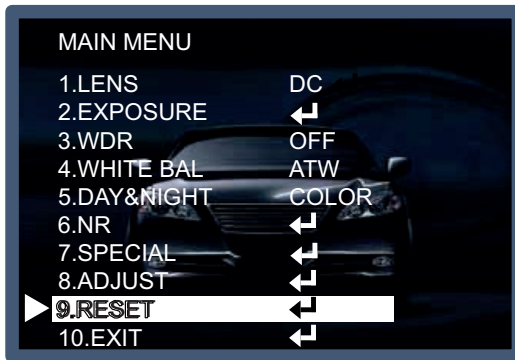 MAIN MENU
1.LENS DC
2.EXPOSURE ↵
3.WDR OFF
4.WHITE BAL ATW
5.DAY&NIGHT COLOR
6.NR ↵
7.SPECIAL ↵
8.ADJUST ↵
9.RESET ↵
10.EXIT ↵